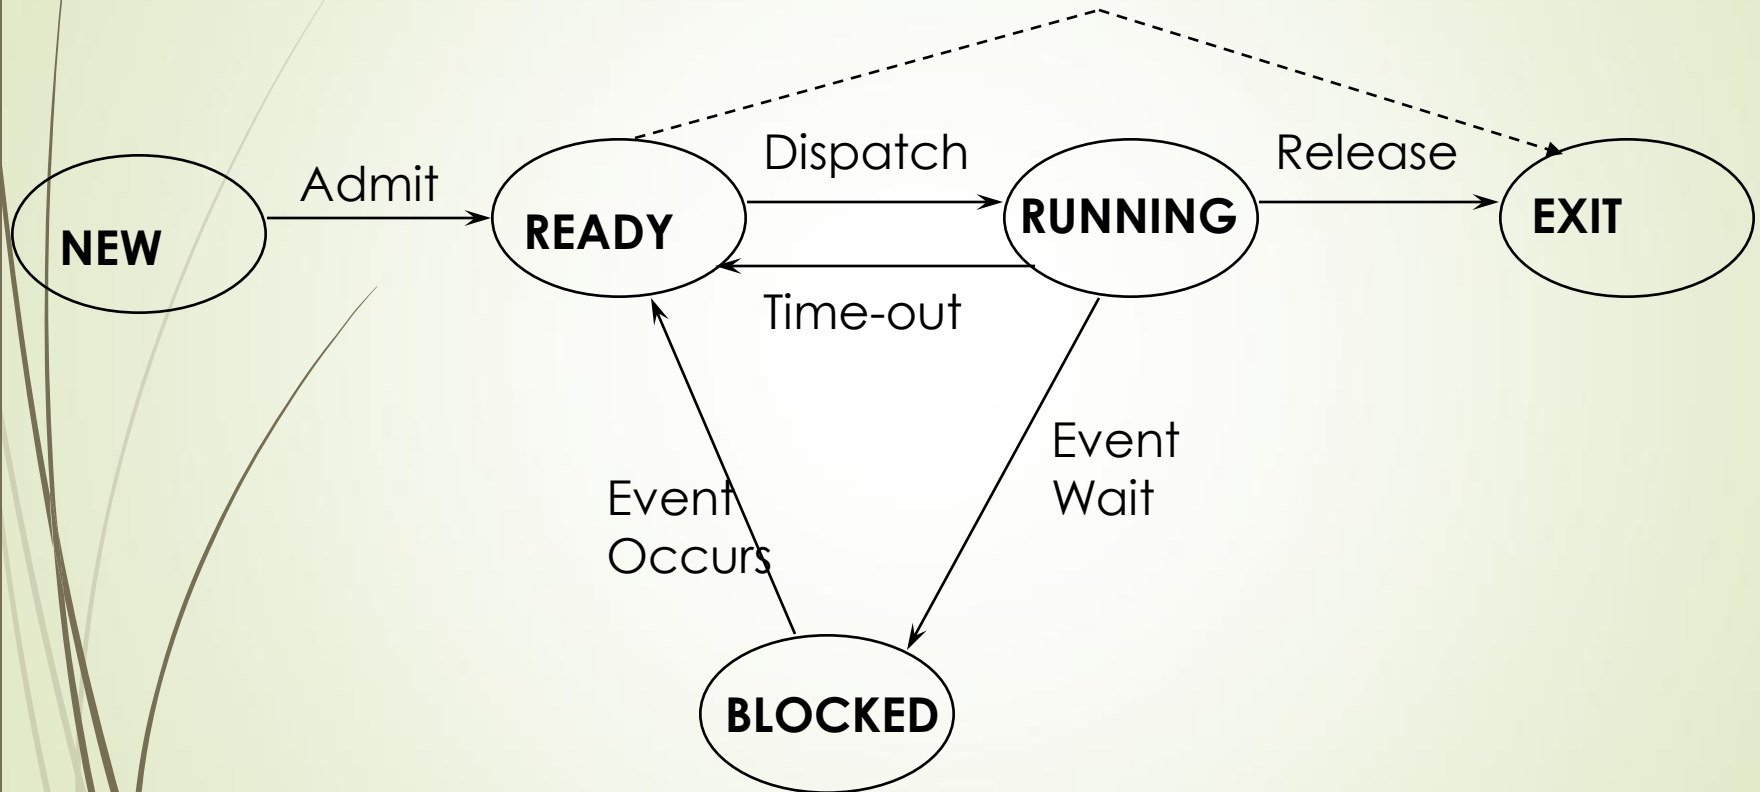 Dispatch
Release
Admit
NEW
READY
RUNNING
EXIT
Time-out
Event
Wait
Event
Occurs
BLOCKED